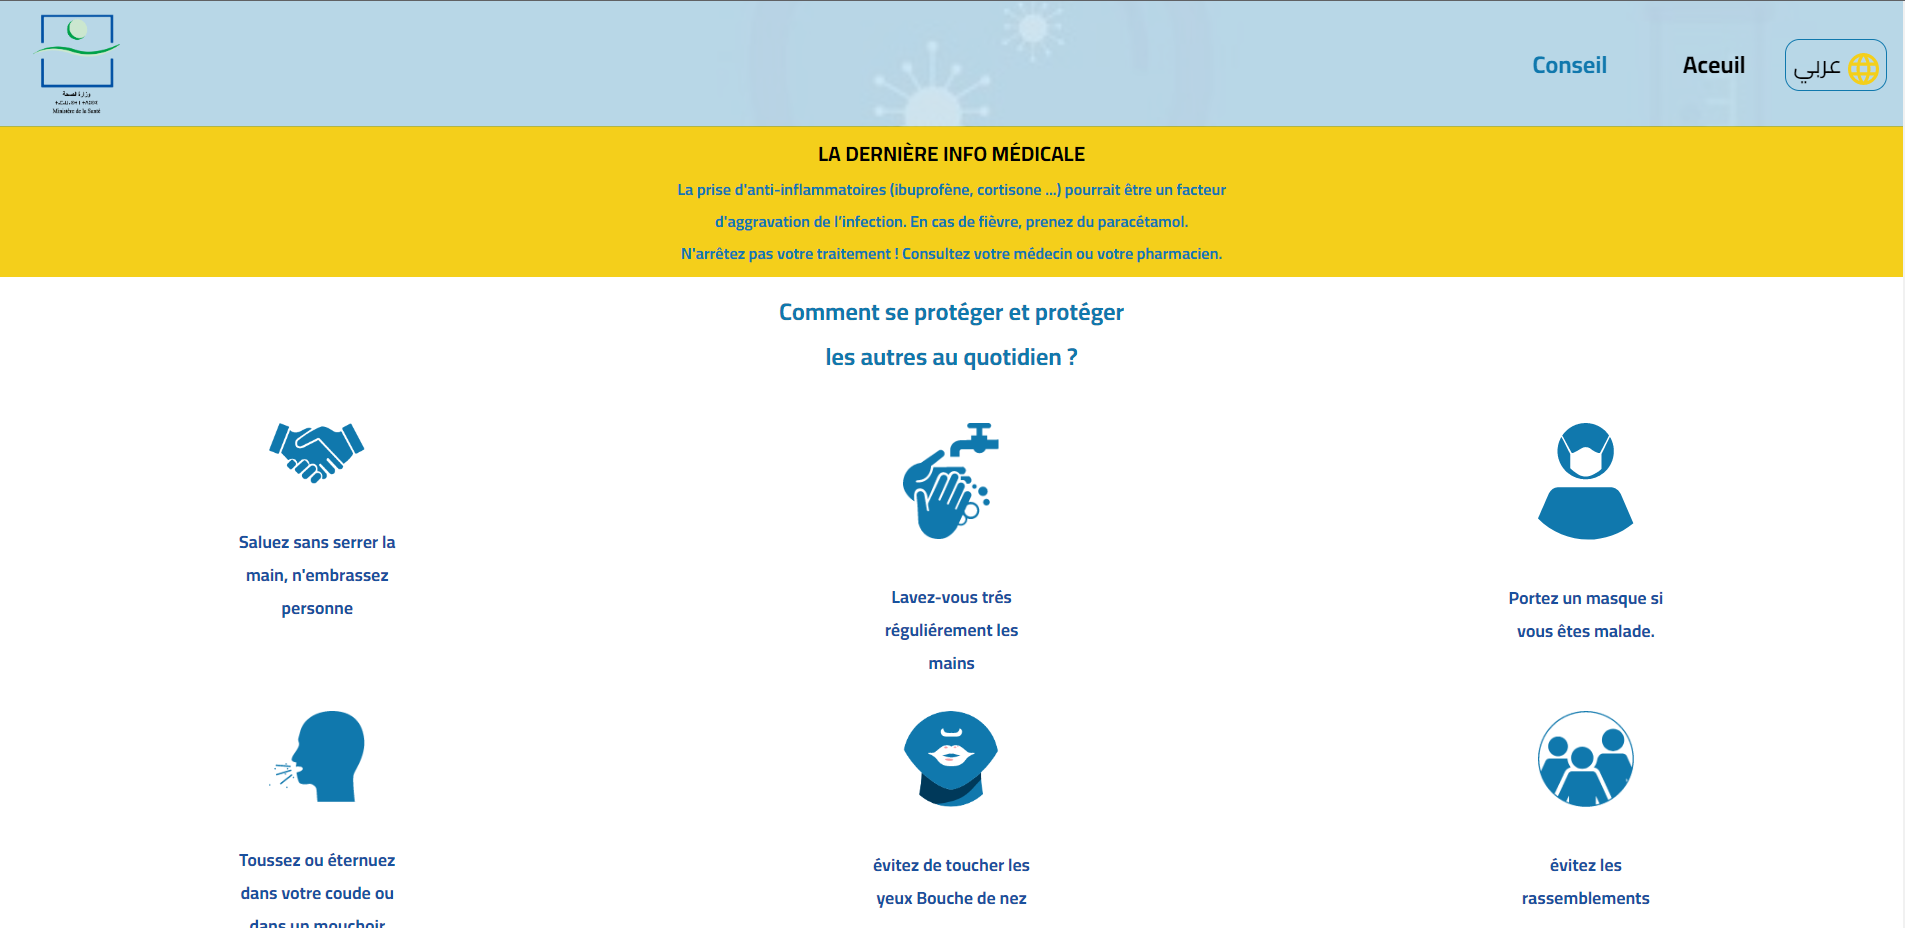 وزارة الصحة
Ministère de la Santé
Conseil
Aceuil
عربي
LA DERNIÈRE INFO MÉDICALE
La prise d'anti-inflammatoires (ibuprofène, cortisone ...) pourrait être un facteur
d'aggravation de l'infection. En cas de fièvre, prenez du paracétamol.
N'arrêtez pas votre traitement ! Consultez votre médecin ou votre pharmacien.
Comment se protéger et protéger
les autres au quotidien ?
Saluez sans serrer la
main, n'embrassez
personne
Lavez-vous trés
réguliérement les
mains
Portez un masque si
vous êtes malade.
Toussez ou éternuez
dans votre coude ou
dans un mouchoir
évitez de toucher les
yeux Bouche de nez
évitez les
rassemblements